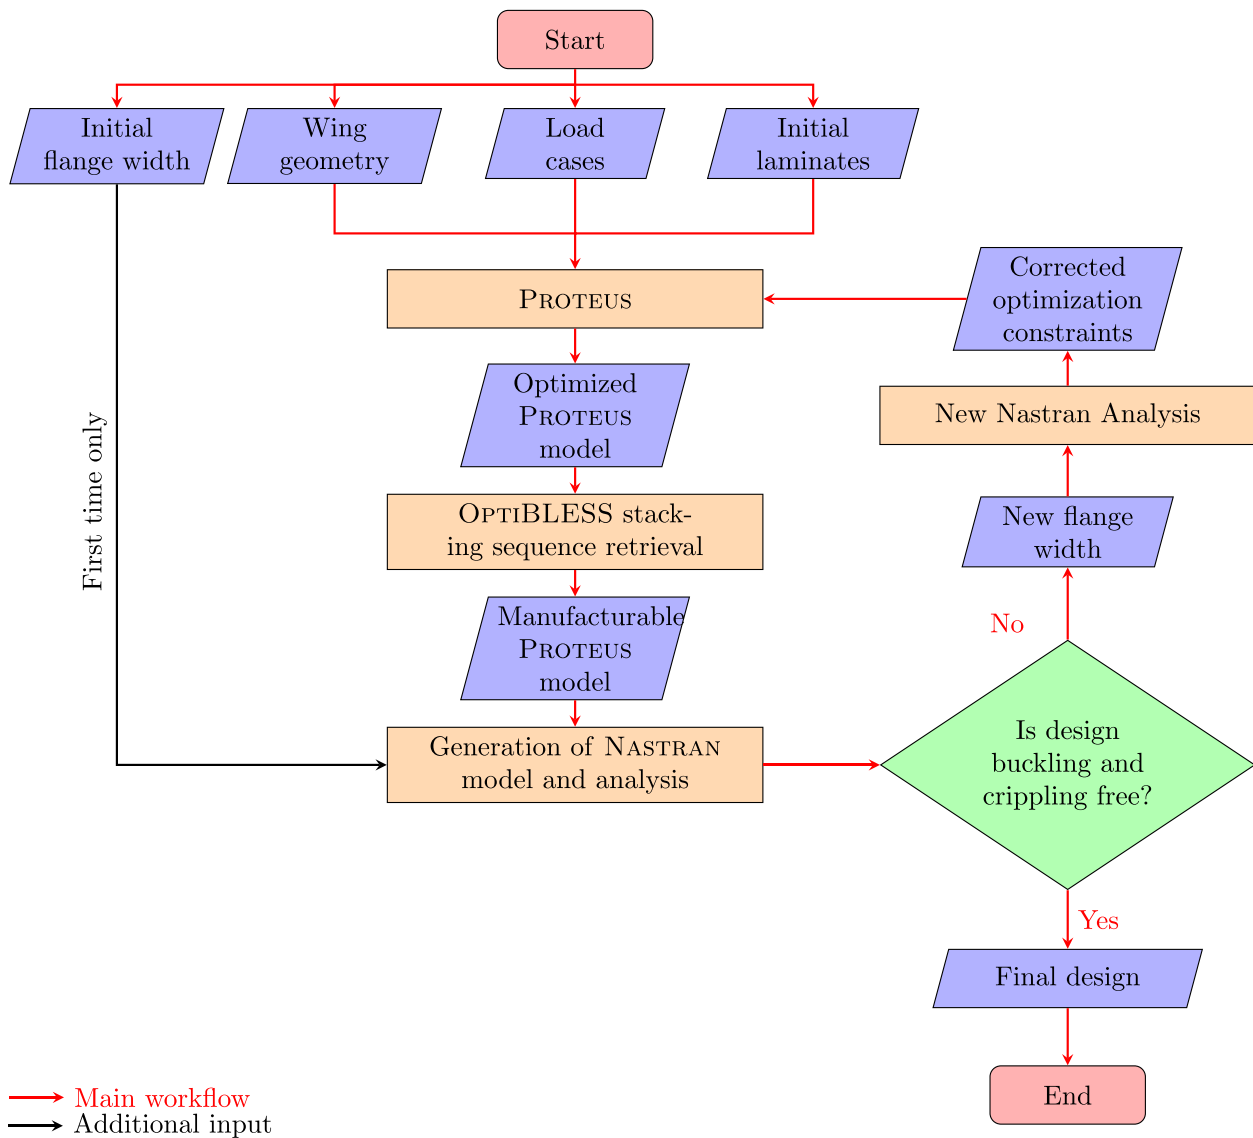 Start
Initial
flange width
Wing
geometry
Load
cases
Initial
laminates
PROTEUS
Corrected
optimization
constraints
Optimized
PROTEUS
model
New Nastran Analysis
First time only
OPTIBLESS stack-
ing sequence retrieval
New flange
width
Manufacturable
PROTEUS
model
No
Generation of NASTRAN
model and analysis
Is design
buckling and
crippling free?
Yes
Final design
End
Main workflow
Additional input